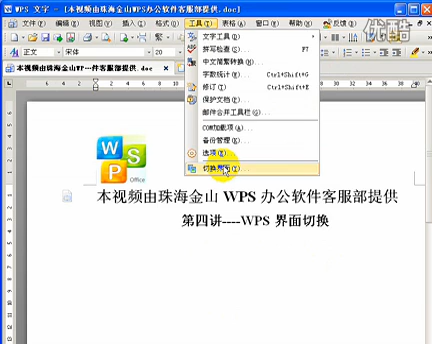 WPS 文字 - [本视频由珠海金山WPS办公软件客服部提供.doc]
优酷
文件(F) 编辑(E) 视图(V) 插入(I) 格式(O) 工具(T) 表格(A) 窗口(W) 帮助(H) 反馈(B)
正文 宋体 20
本视频由珠海金山WP---件客服部提供.doc
文字工具(D)
拼写检查(S)... F7
中文简繁转换(N)...
字数统计(W)... Ctrl+Shift+G
修订(T) Ctrl+Shift+E
保护文档(P)...
邮件合并工具栏(G)...
COM加载项(A)...
备份管理(K)...
选项(O)...
切换界面
W P S Office
本视频由珠海金山 WPS 办公软件客服部提供
第四讲----WPS 界面切换